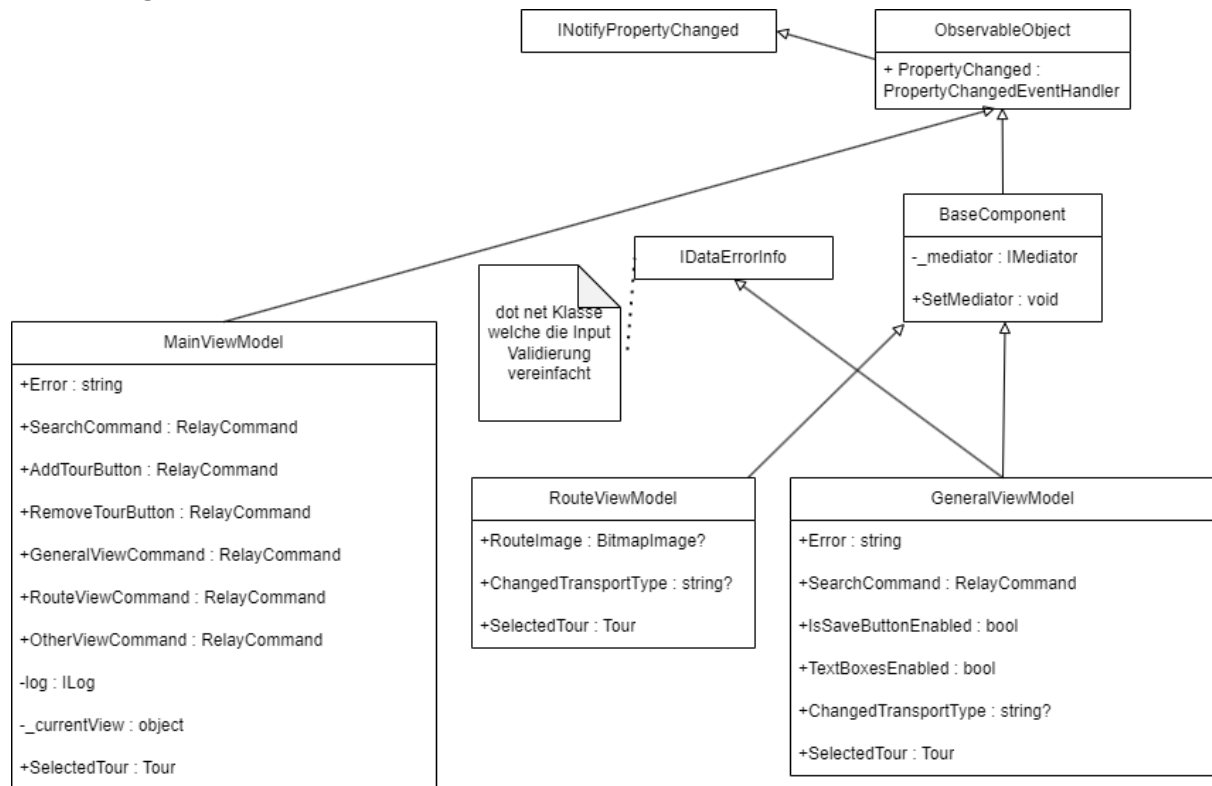 INotifyPropertyChanged
ObservableObject
+ PropertyChanged :
PropertyChangedEventHandler
BaseComponent
-_mediator : IMediator
+SetMediator : void
IDataErrorInfo
dot net Klasse
welche die Input
Validierung
vereinfacht
MainViewModel
+Error : string
+SearchCommand : RelayCommand
+AddTourButton : RelayCommand
+RemoveTourButton : RelayCommand
+GeneralViewCommand : RelayCommand
+RouteViewCommand : RelayCommand
+OtherViewCommand : RelayCommand
-log : ILog
-_currentView : object
+SelectedTour : Tour
RouteViewModel
+RouteImage : BitmapImage?
+ChangedTransportType : string?
+SelectedTour : Tour
GeneralViewModel
+Error : string
+SearchCommand : RelayCommand
+IsSaveButtonEnabled : bool
+TextBoxesEnabled : bool
+ChangedTransportType : string?
+SelectedTour : Tour